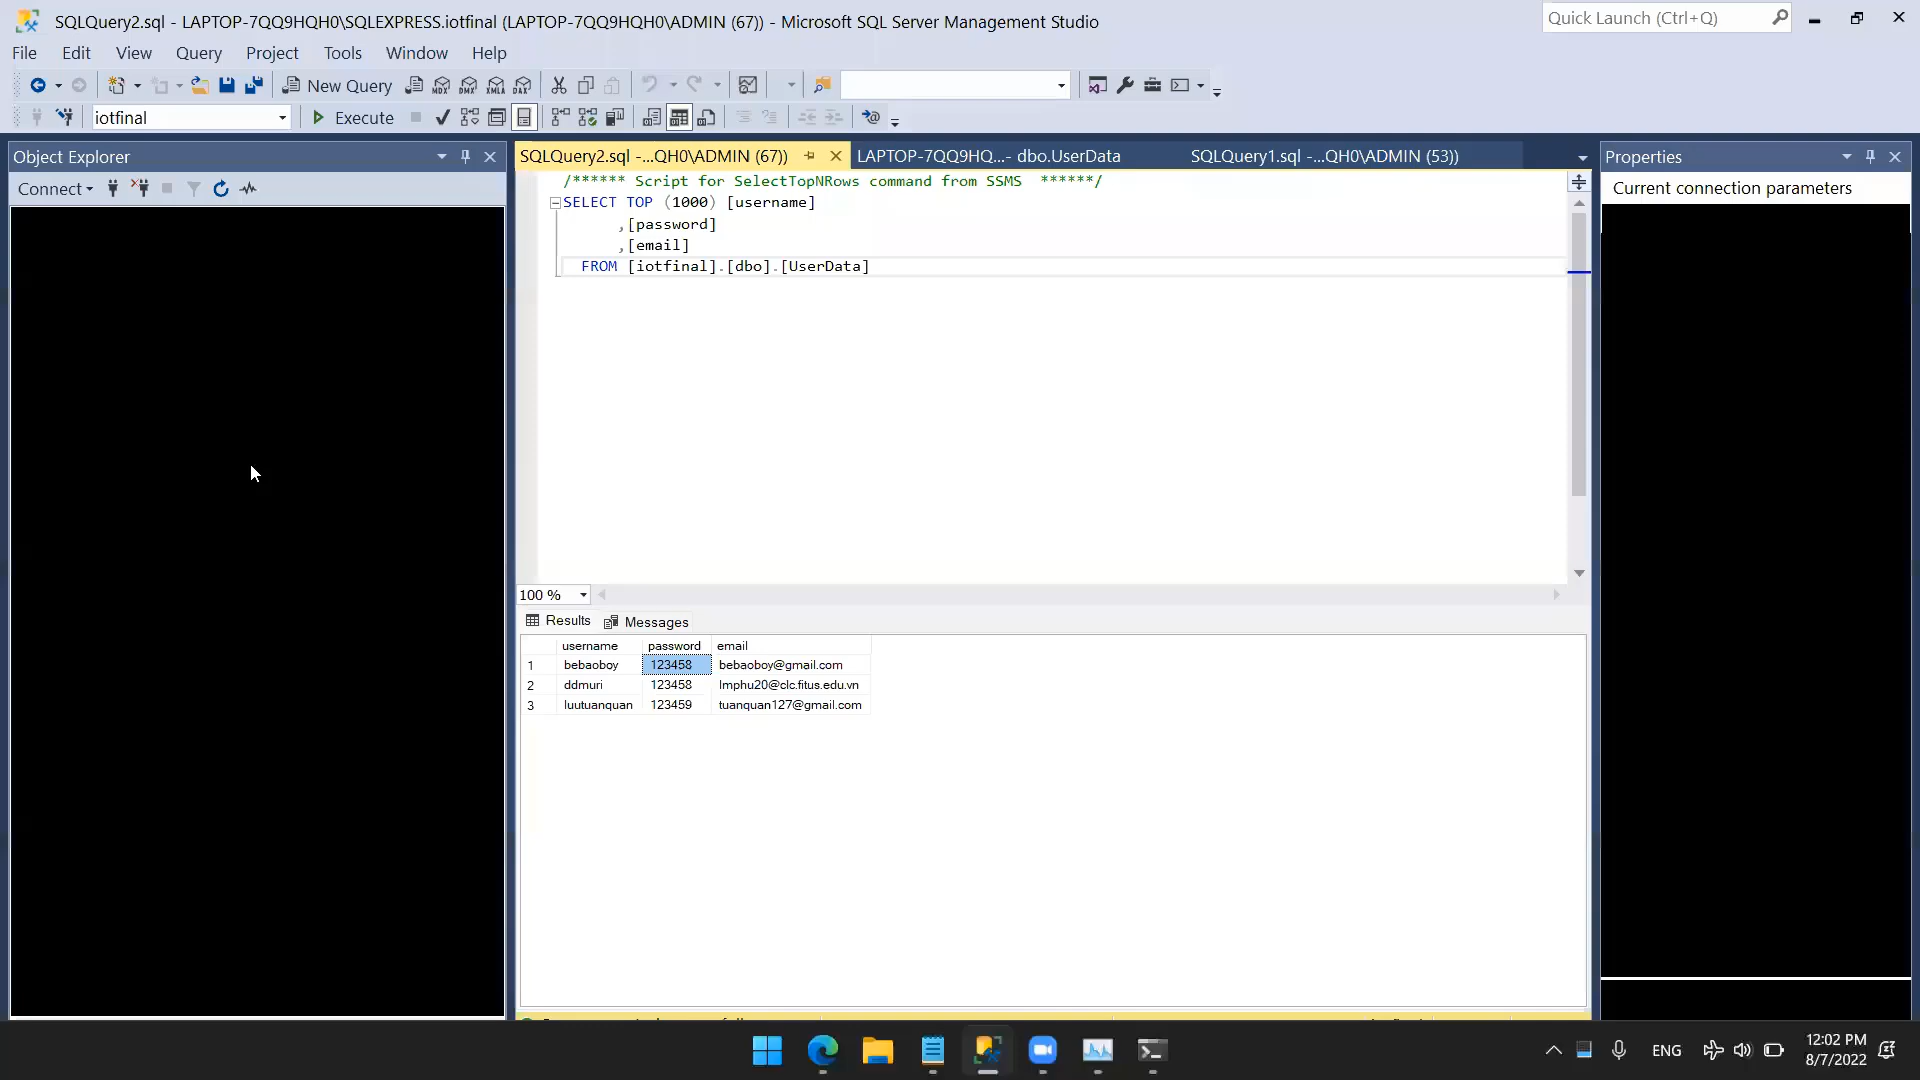 SQLQuery2.sql - LAPTOP-7QQ9HQH0\SQLEXPRESS.iotfinal (LAPTOP-7QQ9HQH0\ADMIN (67)) - Microsoft SQL Server Management Studio
Quick Launch (Ctrl+Q)
File Edit View Query Project Tools Window Help
New Query MDX DMX XMLA DAX
iotfinal Execute
Object Explorer
SQLQuery2.sql -...QH0\ADMIN (67))
LAPTOP-7QQ9HQ...- dbo.UserData
SQLQuery1.sql -...QH0\ADMIN (53))
Properties
Connect
Current connection parameters
/****** Script for SelectTopNRows command from SSMS ******/
SELECT TOP (1000) [username]
,[password]
,[email]
FROM [iotfinal].[dbo].[UserData]
100 %
Results Messages
username password email
1 bebaoboy 123458 bebaoboy@gmail.com
2 ddmuri 123458 lmphu20@clc.fitus.edu.vn
3 luutuanquan 123459 tuanquan127@gmail.com
ENG
12:02 PM
8/7/2022